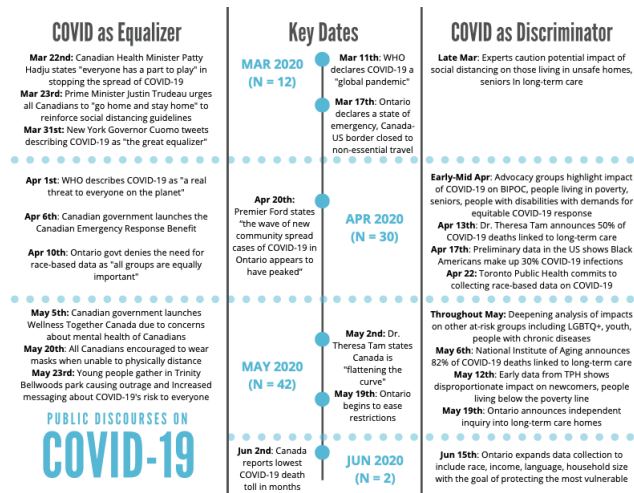 COVID as Equalizer
Mar 22nd: Canadian Health Minister Patty
Hadju states "everyone has a part to play" in
stopping the spread of COVID-19
Mar 23rd: Prime Minister Justin Trudeau urges
all Canadians to "go home and stay home" to
reinforce social distancing guidelines
Mar 31st: New York Governor Cuomo tweets
describing COVID-19 as "the great equalizer"
Apr 1st: WHO describes COVID-19 as "a real
threat to everyone on the planet"
Apr 6th: Canadian government launches the
Canadian Emergency Response Benefit
Apr 10th: Ontario govt denies the need for
race-based data as "all groups are equally
important"
May 5th: Canadian government launches
Wellness Together Canada due to concerns
about mental health of Canadians
May 20th: All Canadians encouraged to wear
masks when unable to physically distance
May 23rd: Young people gather in Trinity
Bellwoods park causing outrage and Increased
messaging about COVID-19's risk to everyone
PUBLIC DISCOURSES ON
COVID-19
Key Dates
MAR 2020
(N = 12)
Mar 11th: WHO
declares COVID-19 a
"global pandemic"
Mar 17th: Ontario
declares a state of
emergency, Canada-
US border closed to
non-essential travel
Apr 20th:
Premier Ford states
"the wave of new
community spread
cases of COVID-19 in
Ontario appears to
have peaked"
APR 2020
(N = 30)
MAY 2020
(N = 42)
May 2nd: Dr.
Theresa Tam states
Canada is
"flattening the
curve"
May 19th: Ontario
begins to ease
restrictions
Jun 2nd: Canada
reports lowest
COVID-19 death
toll in months
JUN 2020
(N = 2)
COVID as Discriminator
Late Mar: Experts caution potential impact of
social distancing on those living in unsafe homes,
seniors In long-term care
Early-Mid Apr: Advocacy groups highlight impact
of COVID-19 on BIPOC, people living in poverty,
seniors, people with disabilities with demands for
equitable COVID-19 response
Apr 13th: Dr. Theresa Tam announces 50% of
COVID-19 deaths linked to long-term care
Apr 17th: Preliminary data in the US shows Black
Americans make up 30% COVID-19 infections
Apr 22: Toronto Public Health commits to
collecting race-based data on COVID-19
Throughout May: Deepening analysis of impacts
on other at-risk groups including LGBTQ+, youth,
people with chronic diseases
May 6th: National Institute of Aging announces
82% of COVID-19 deaths linked to long-term care
May 12th: Early data from TPH shows
disproportionate impact on newcomers, people
living below the poverty line
May 19th: Ontario announces independent
inquiry into long-term care homes
Jun 15th: Ontario expands data collection to
include race, income, language, household size
with the goal of protecting the most vulnerable